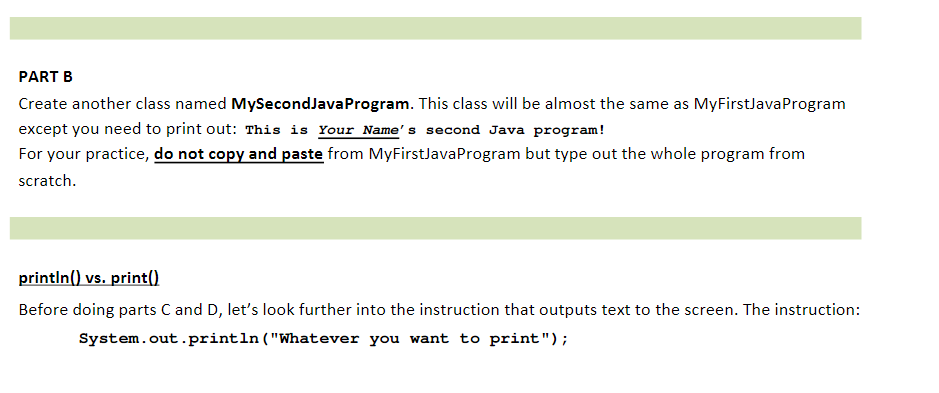 PART B
Create another class named MySecondJavaProgram. This class will be almost the same as MyFirstJavaProgram
except you need to print out: This is Your Name's second Java program!
For your practice, do not copy and paste from MyFirstJavaProgram but type out the whole program from
scratch.
println() vs. print()
Before doing parts C and D, let’s look further into the instruction that outputs text to the screen. The instruction:
System.out.println("Whatever you want to print");